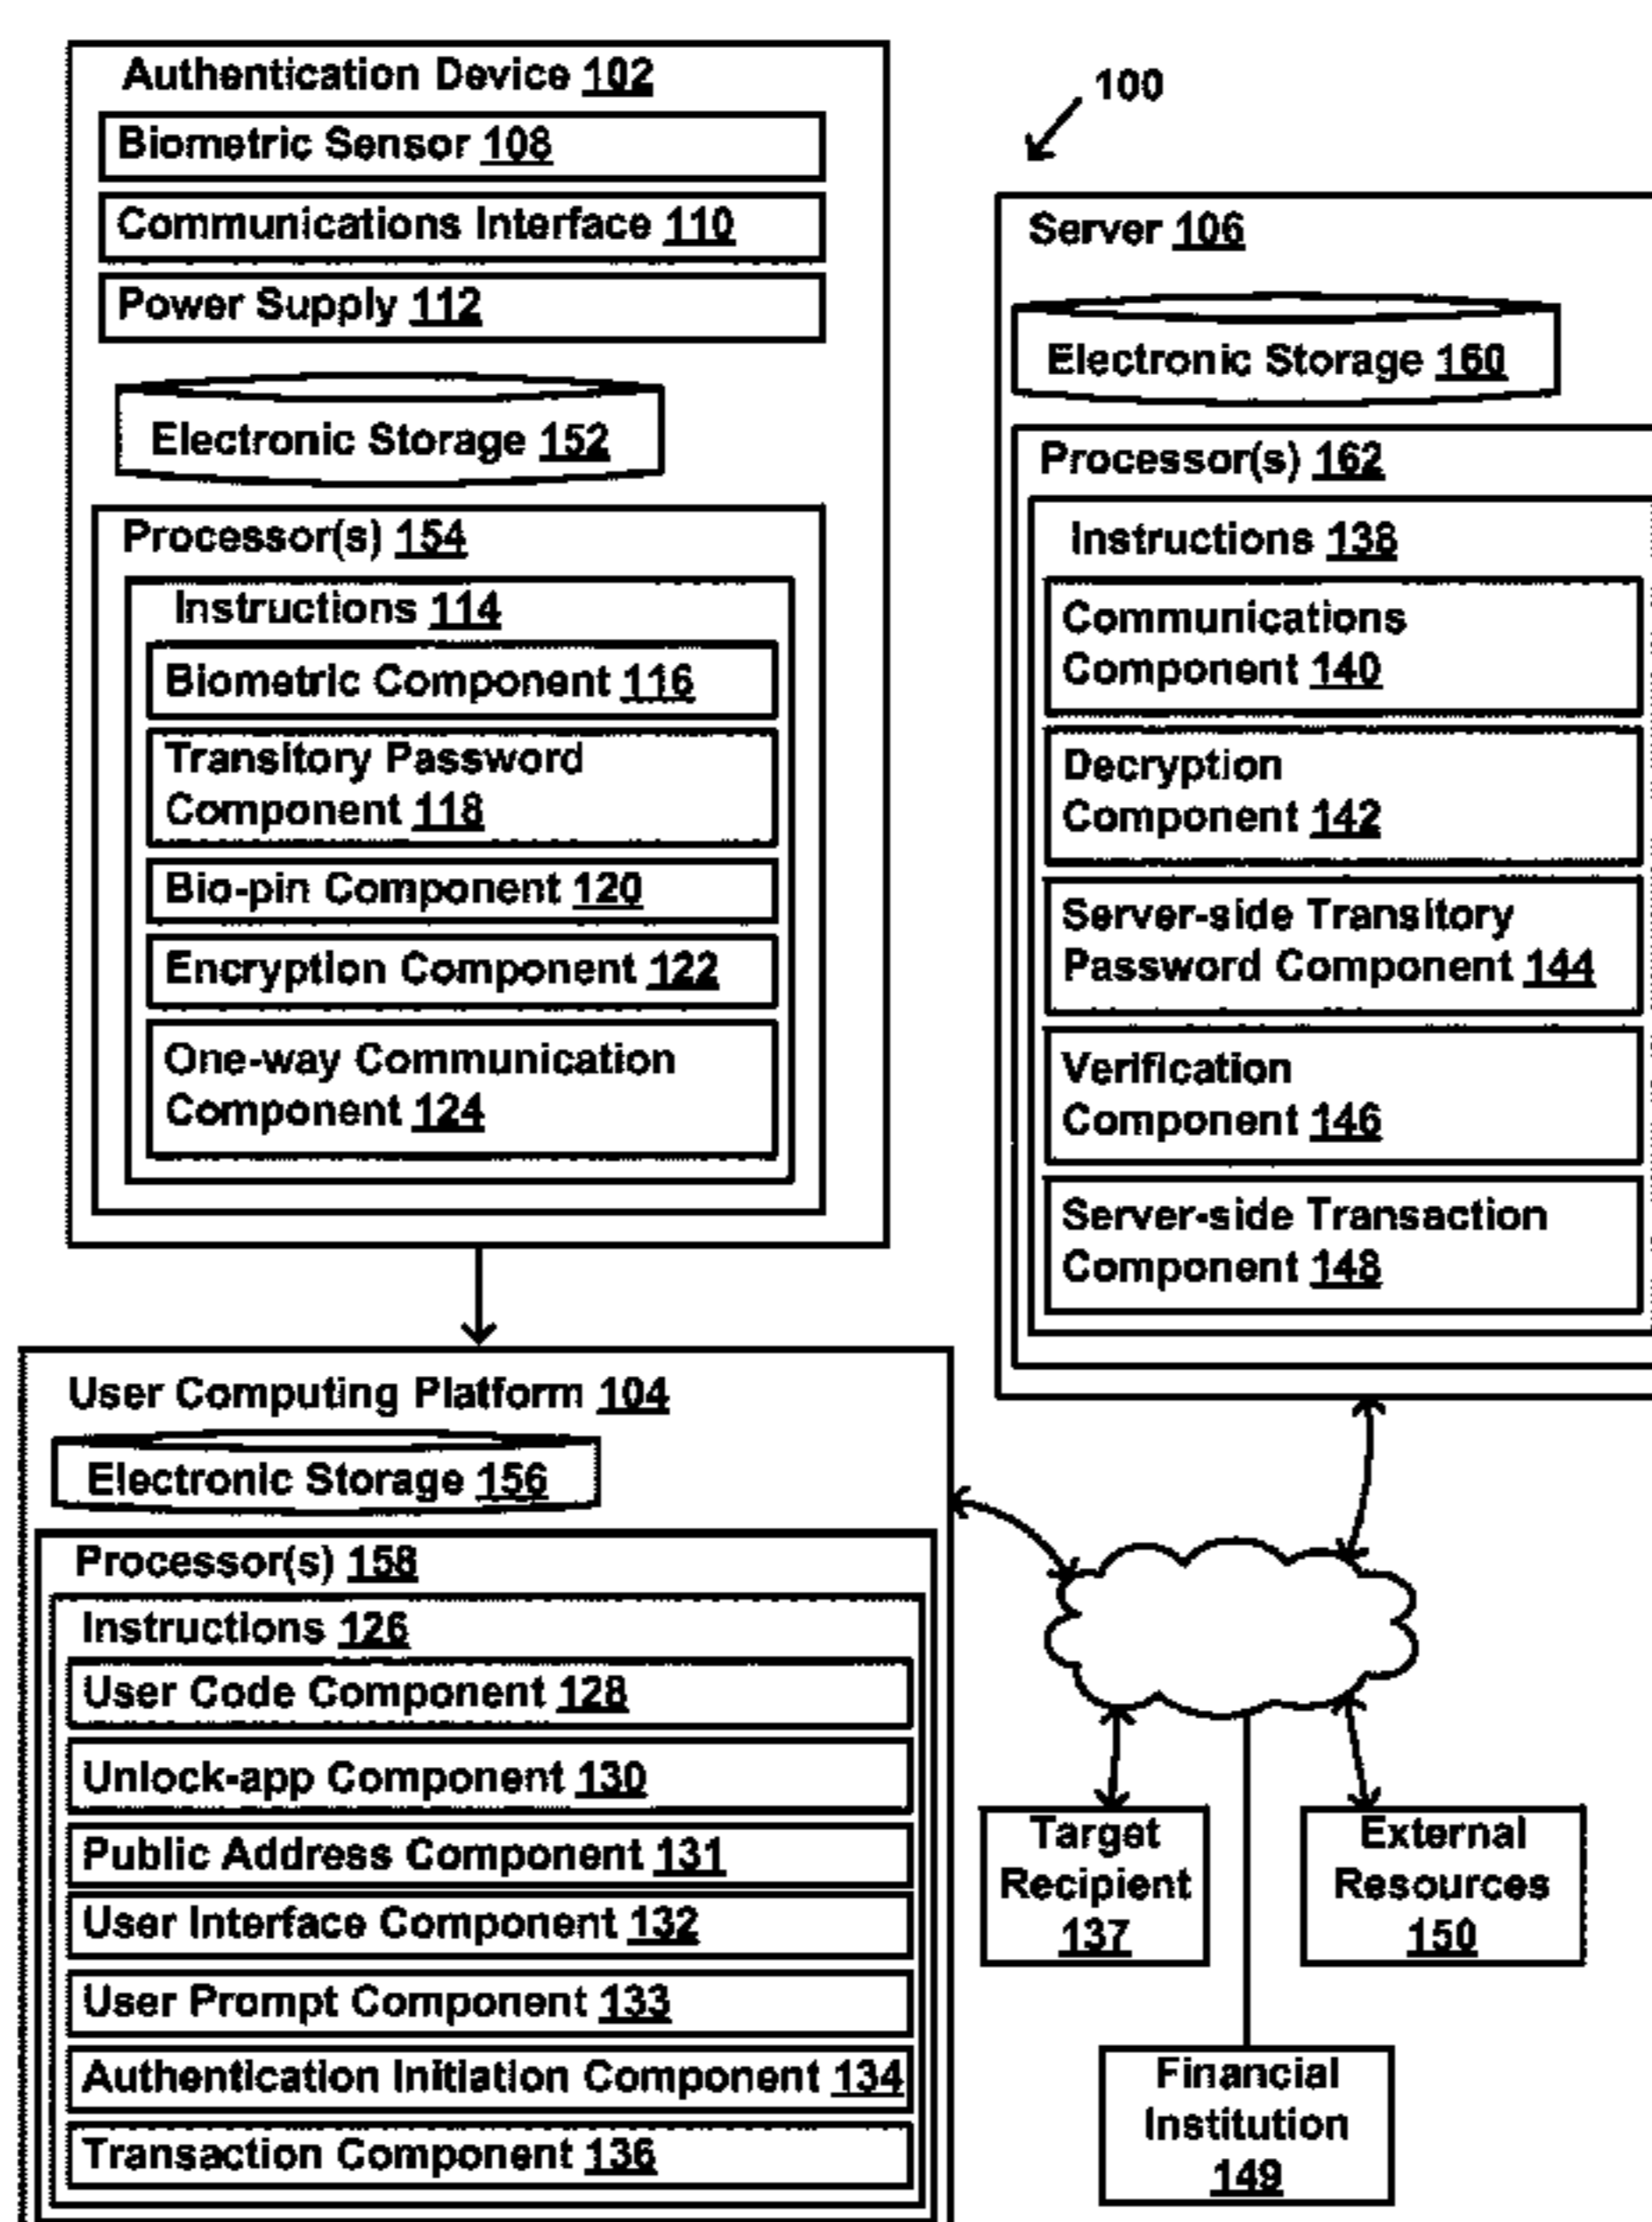 Authentication Device 102
Biometric Sensor 108
Communications Interface 110
Power Supply 112
Electronic Storage 152
Processor(s) 154
Instructions 114
Biometric Component 116
Transitory Password
Component 118
Bio-pin Component 120
Encryption Component 122
One-way Communication
Component 124
100
Server 106
Electronic Storage 160
Processor(s) 162
Instructions 138
Communications
Component 140
Decryption
Component 142
Server-side Transitory
Password Component 144
Verification
Component 146
Server-side Transaction
Component 148
User Computing Platform 104
Electronic Storage 156
Processor(s) 158
Instructions 126
User Code Component 128
Unlock-app Component 130
Public Address Component 131
User Interface Component 132
User Prompt Component 133
Authentication Initiation Component 134
Transaction Component 136
Target
Recipient
137
External
Resources
150
Financial
Institution
149